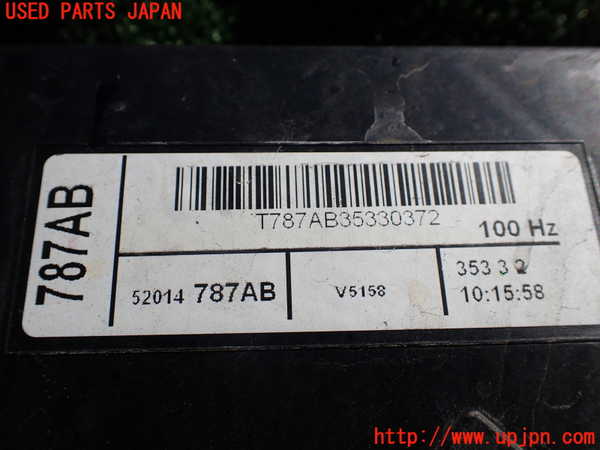 USED PARTS JAPAN
787AB
T787AB35330372
100 Hz
52014 787AB
V5158
353 3 2
10:15:58
http://www.upjpn.com/